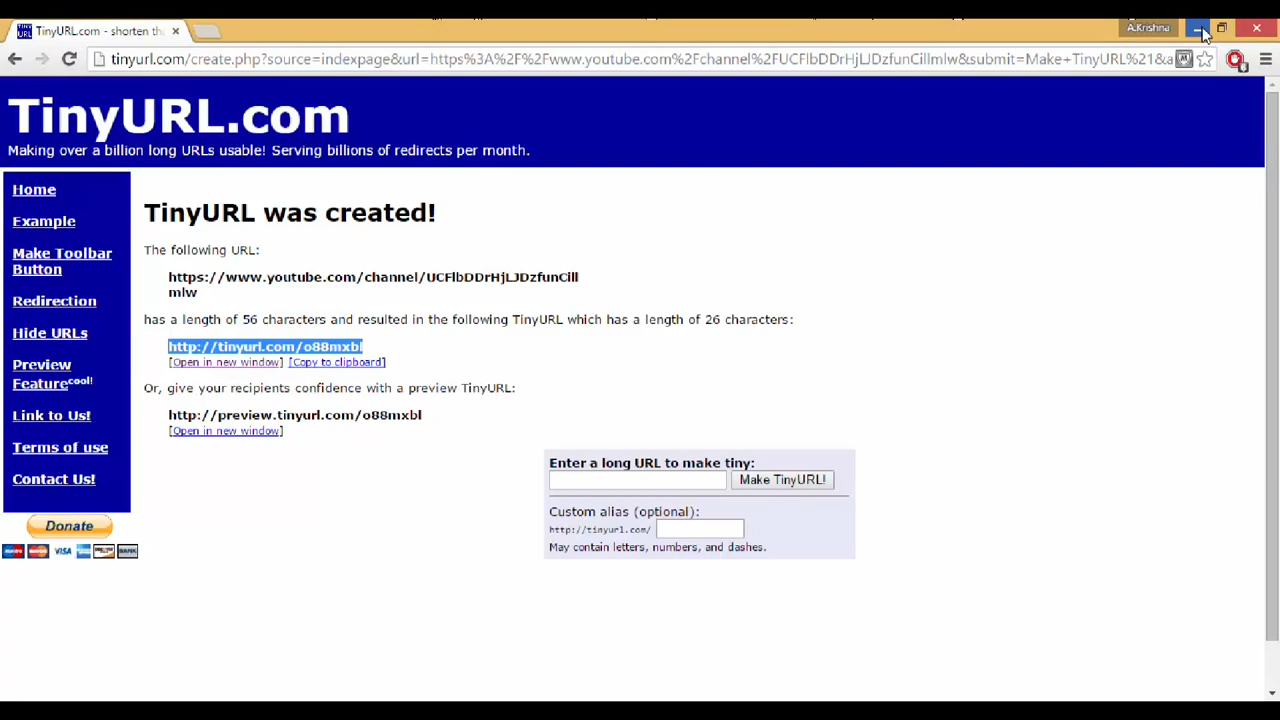 TinyURL.com - shorten th
A.Krishna
tinyurl.com/create.php?source=indexpage&url=https%3A%2F%2Fwww.youtube.com%2Fchannel%2FUCFlbDDrHjLJDzfunCillmlw&submit=Make+TinyURL%21&a
TinyURL.com
Making over a billion long URLs usable! Serving billions of redirects per month.
Home
Example
Make Toolbar
Button
Redirection
Hide URLs
Preview
Feature cool!
Link to Us!
Terms of use
Contact Us!
Donate
VISA
BANK
TinyURL was created!
The following URL:
https://www.youtube.com/channel/UCFlbDDrHjLJDzfunCill
mlw
has a length of 56 characters and resulted in the following TinyURL which has a length of 26 characters:
http://tinyurl.com/o88mxbl
[Open in new window] [Copy to clipboard]
Or, give your recipients confidence with a preview TinyURL:
http://preview.tinyurl.com/o88mxbl
[Open in new window]
Enter a long URL to make tiny:
Make TinyURL!
Custom alias (optional):
http://tinyurl.com/
May contain letters, numbers, and dashes.